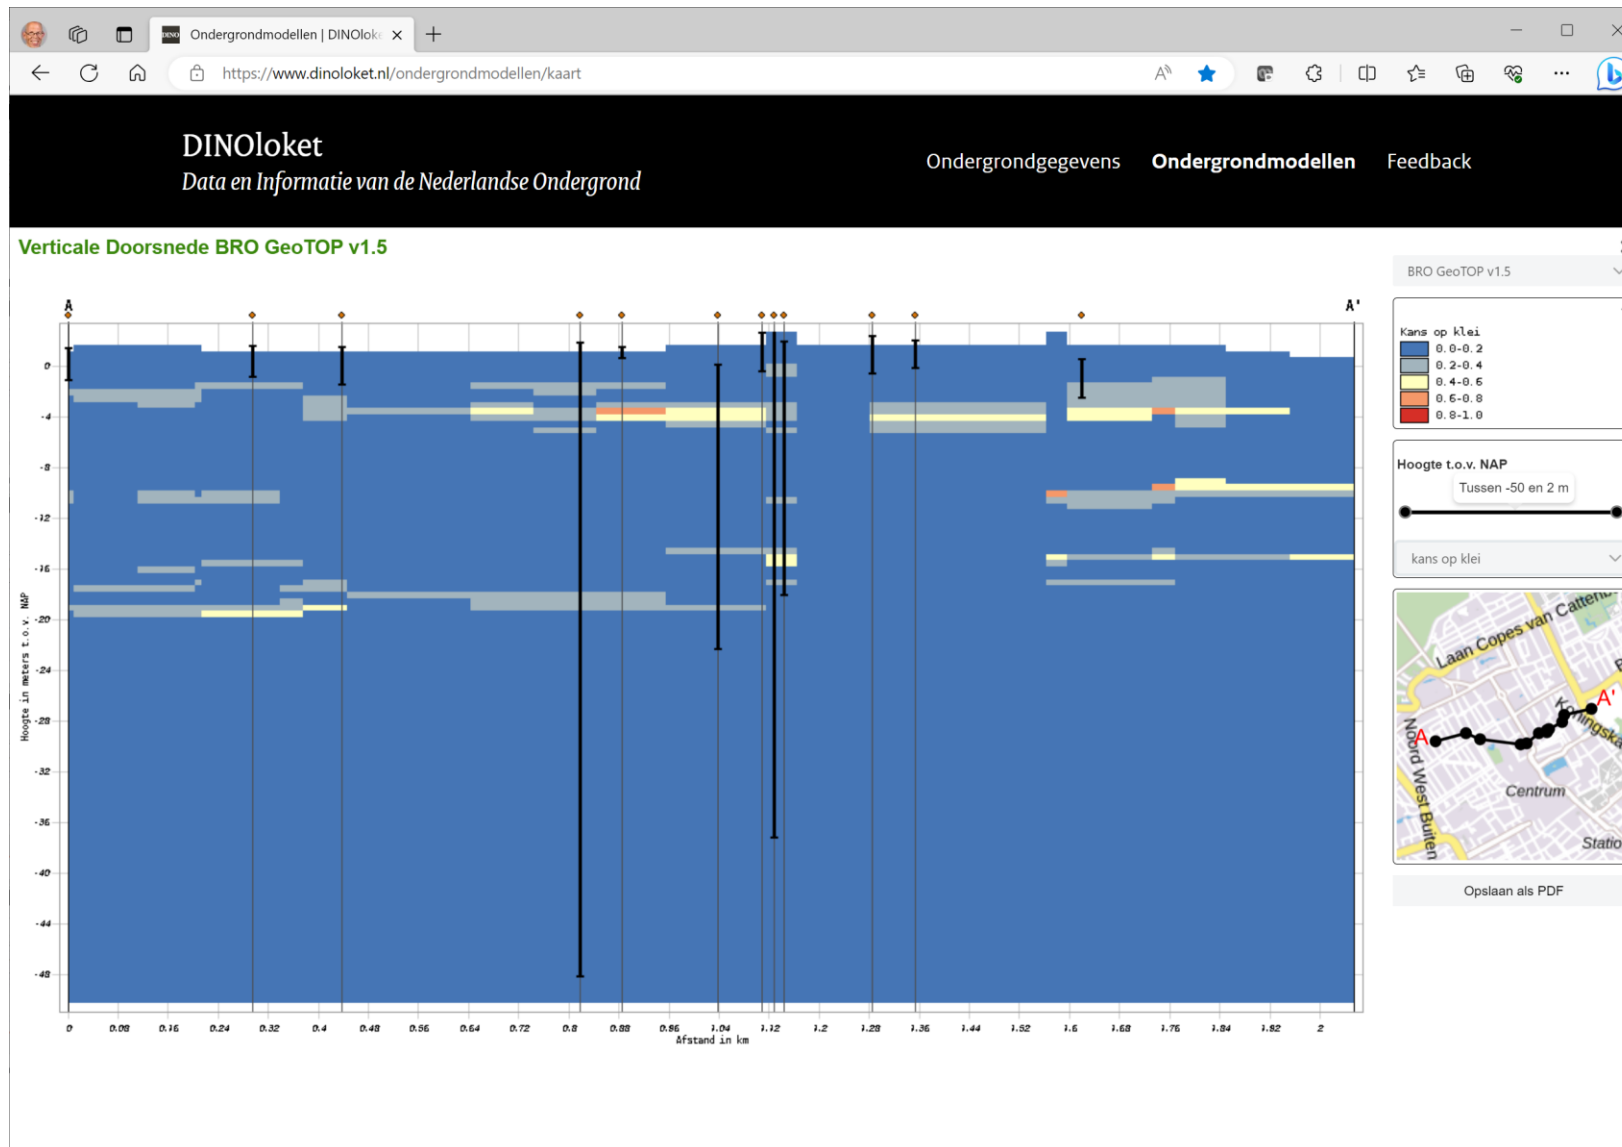 DINO
Ondergrondmodellen | DINOlok
https://www.dinoloket.nl/ondergrondmodellen/kaart
DINOloket
Data en Informatie van de Nederlandse Ondergrond
Ondergrondgegevens
Ondergrondmodellen
Feedback
Verticale Doorsnede BRO GeoTOP v1.5
BRO GeoTOP v1.5
A
A'
Kans op klei
0.0-0.2
0.2-0.4
0.4-0.6
0.6-0.8
0.8-1.0
Hoogte t.o.v. NAP
Tussen -50 en 2 m
kans op klei
Hoogte in meters t.o.v. NAP
0
-4
-8
-12
-16
-20
-24
-28
-32
-36
-40
-44
-48
0 0.08 0.16 0.24 0.32 0.4 0.48 0.56 0.64 0.72 0.8 0.88 0.96 1.04 1.12 1.2 1.28 1.36 1.44 1.52 1.6 1.68 1.76 1.84 1.92 2
Afstand in km
Laan Copes van Cattenb
A
A'
Koningska
Noord West Buiten
Centrum
Statio
Opslaan als PDF